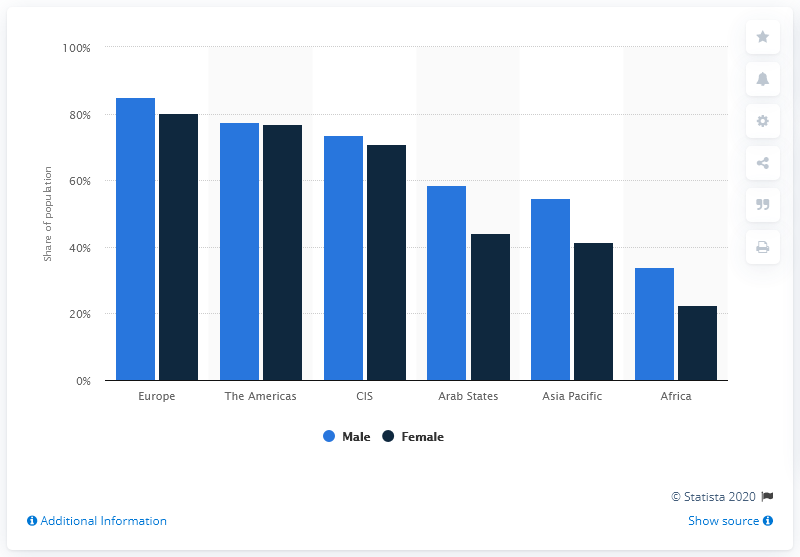 100%
80%
60%
40%
20%
0%
Share of population
Europe
The Americas
CIS
Arab States
Asia Pacific
Africa
Male
Female
© Statista 2020
Additional Information
Show source